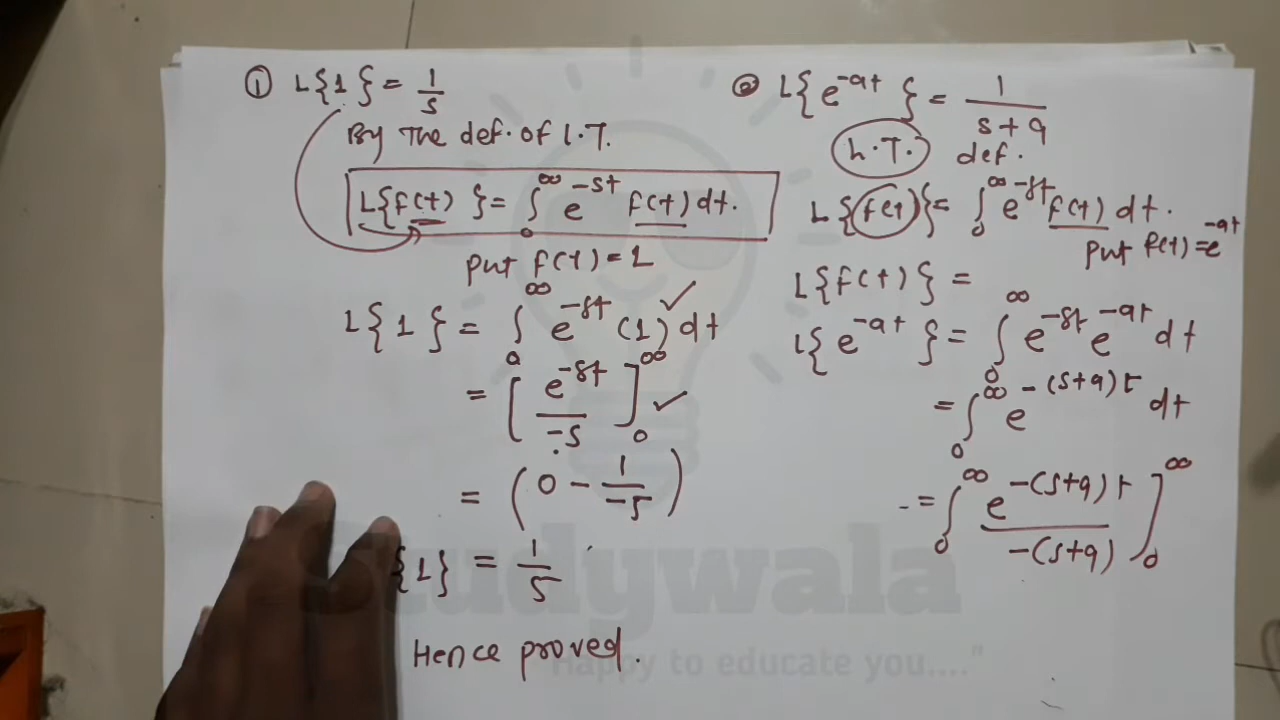 ① L{1} = 1/s
By The def. of L.T.
L{f(t)} = ∫₀^∞ e^(-st) f(t) dt.
put f(t) = 1
L{1} = ∫₀^∞ e^(-st) (1) dt ✓
= [e^(-st)/-s]₀^∞ ✓
= (0 - 1/-s)
{1} = 1/s
Hence proved.
② L{e^(-at)} = 1/(s+a)
L.T. def.
L{f(t)} = ∫₀^∞ e^(-st) f(t) dt.
put f(t) = e^(-at)
L{f(t)} =
L{e^(-at)} = ∫₀^∞ e^(-st) e^(-at) dt
= ∫₀^∞ e^(-(s+a)t) dt
- = ∫₀^∞ e^(-(s+a)t)/-(s+a) ]₀^∞
Studywala
"Happy to educate you...."